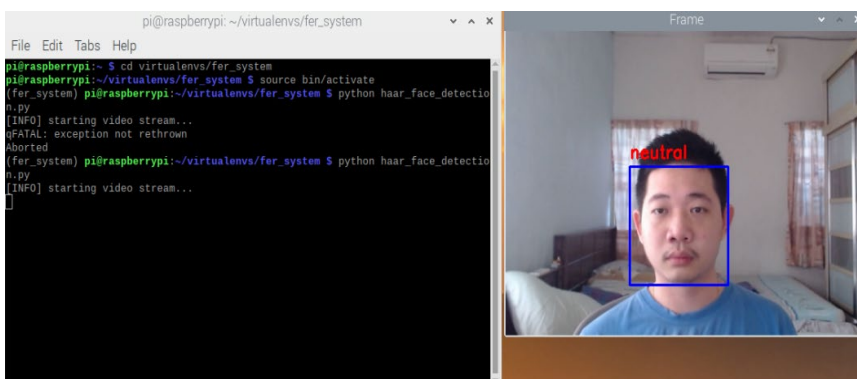 pi@raspberrypi: ~/virtualenvs/fer_system
File Edit Tabs Help
pi@raspberrypi:~ $ cd virtualenvs/fer_system
pi@raspberrypi:~/virtualenvs/fer_system $ source bin/activate
(fer_system) pi@raspberrypi:~/virtualenvs/fer_system $ python haar_face_detectio
n.py
[INFO] starting video stream...
qFATAL: exception not rethrown
Aborted
(fer_system) pi@raspberrypi:~/virtualenvs/fer_system $ python haar_face_detectio
n.py
[INFO] starting video stream...
Frame
neutral